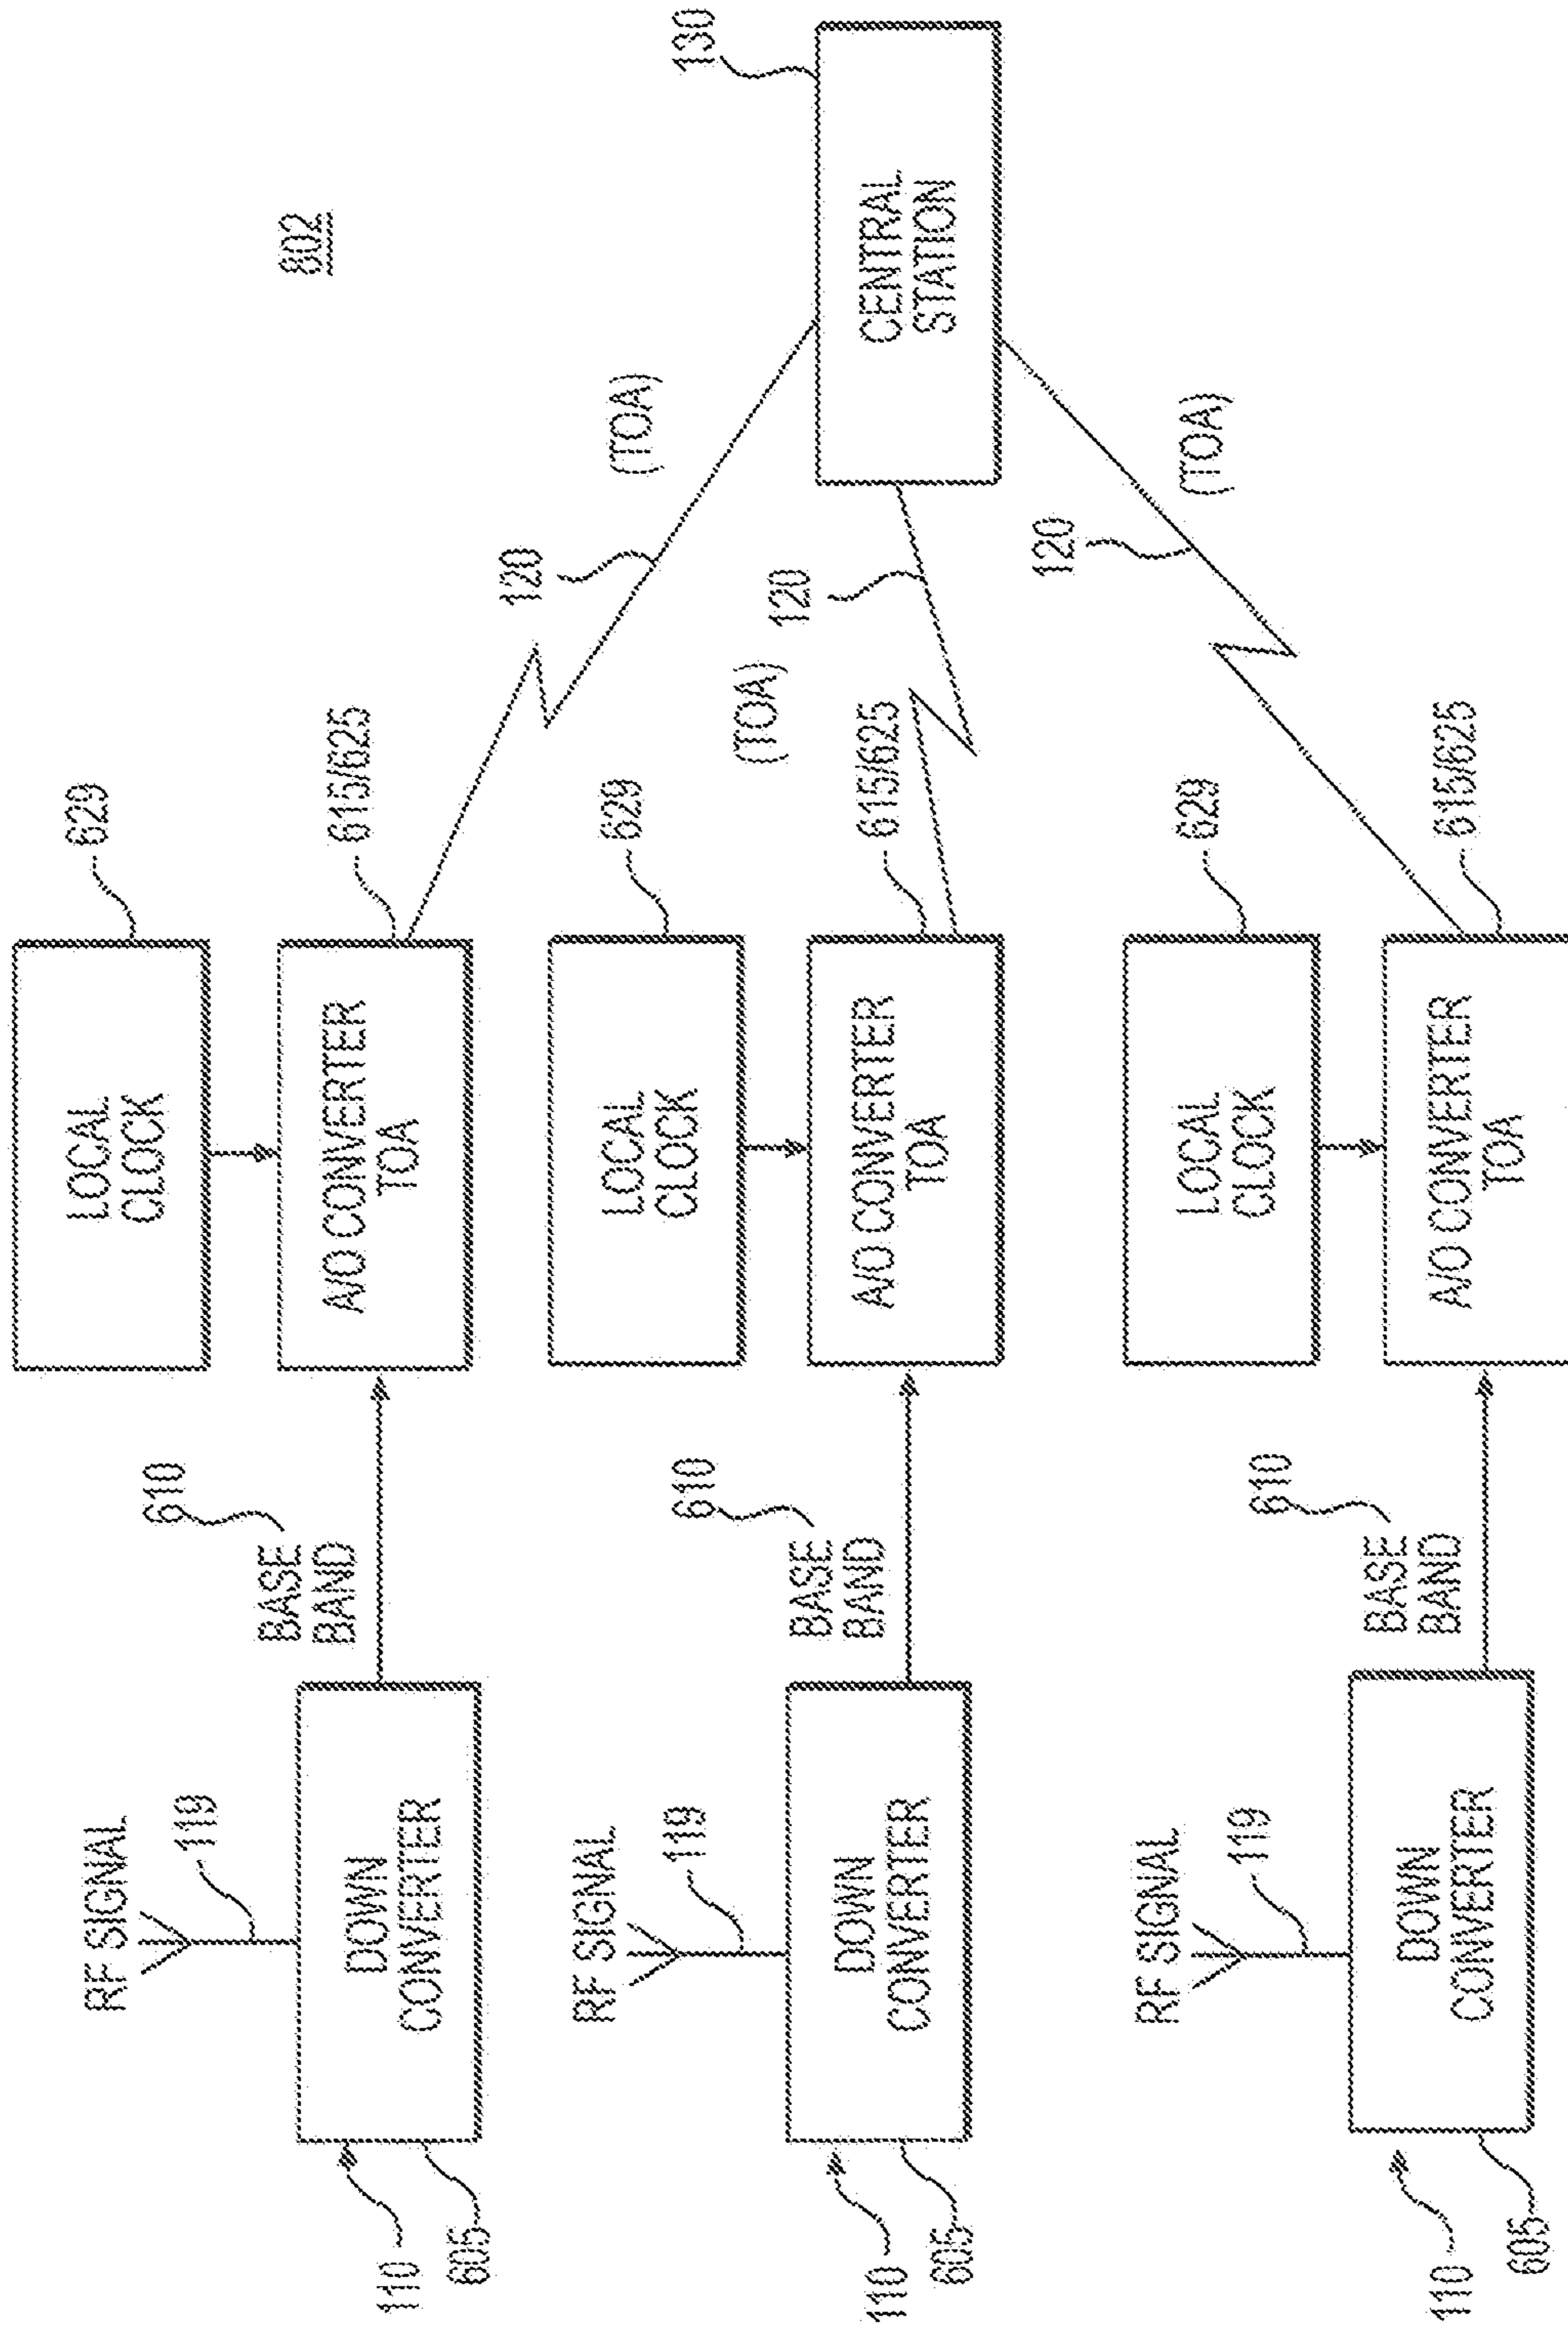 802
RF SIGNAL
119
DOWN
CONVERTER
110
605
610
BASE
BAND
LOCAL
CLOCK
629
A/O CONVERTER
TOA
615/625
120
(TOA)
RF SIGNAL
119
DOWN
CONVERTER
110
605
610
BASE
BAND
LOCAL
CLOCK
629
A/O CONVERTER
TOA
615/625
(TOA)
120
CENTRAL
STATION
130
RF SIGNAL
119
DOWN
CONVERTER
110
605
610
BASE
BAND
LOCAL
CLOCK
629
A/O CONVERTER
TOA
615/625
120
(TOA)